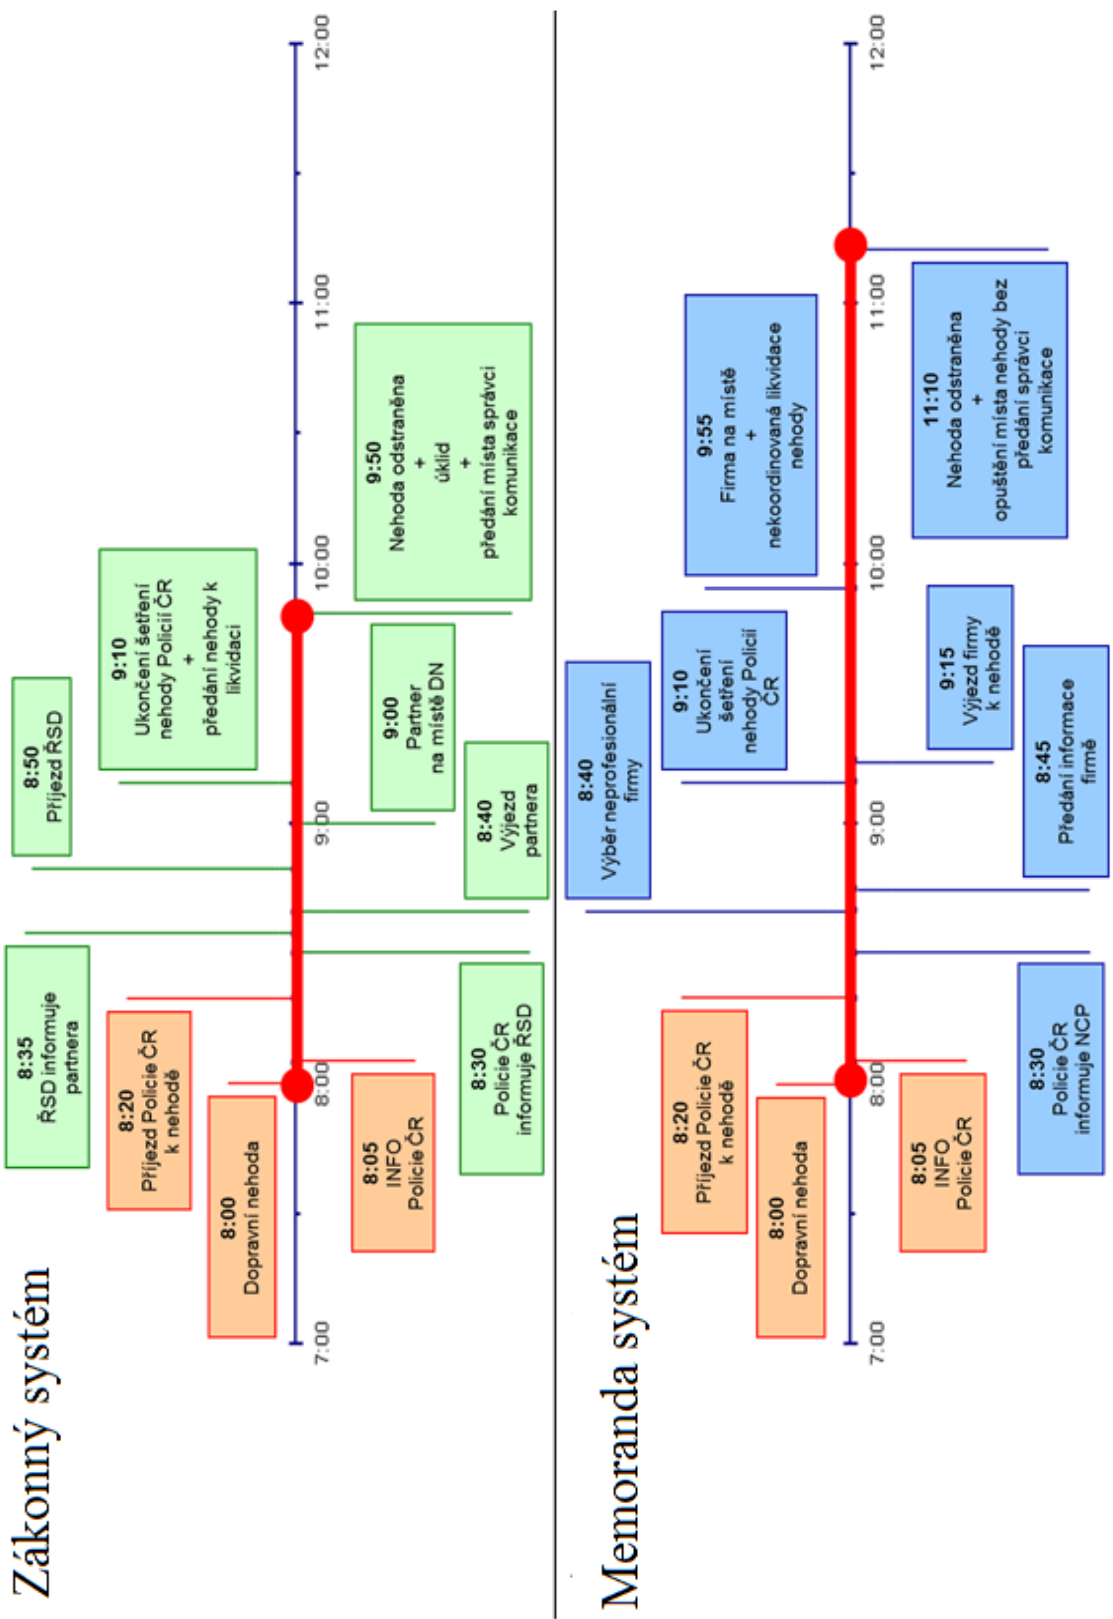 Zákonný systém
8:35
ŘSD informuje
partnera
8:50
Příjezd ŘSD
8:20
Příjezd Policie ČR
k nehodě
9:10
Ukončení šetření
nehody Policií ČR
+
předání nehody k
likvidaci
8:00
Dopravní nehoda
7:00
8:00
9:00
10:00
11:00
12:00
8:05
INFO
Policie ČR
9:00
Partner
na místě DN
9:50
Nehoda odstraněna
+
úklid
+
předání místa správci
komunikace
8:30
Policie ČR
informuje ŘSD
8:40
Výjezd
partnera
Memoranda systém
8:40
Výběr neprofesionální
firmy
8:20
Příjezd Policie ČR
k nehodě
9:10
Ukončení
šetření
nehody Policií
ČR
9:55
Firma na místě
+
nekoordinovaná likvidace
nehody
8:00
Dopravní nehoda
7:00
8:00
9:00
10:00
11:00
12:00
8:05
INFO
Policie ČR
9:15
Výjezd firmy
k nehodě
11:10
Nehoda odstraněna
+
opuštění místa nehody bez
předání správci
komunikace
8:30
Policie ČR
informuje NCP
8:45
Předání informace
firmě